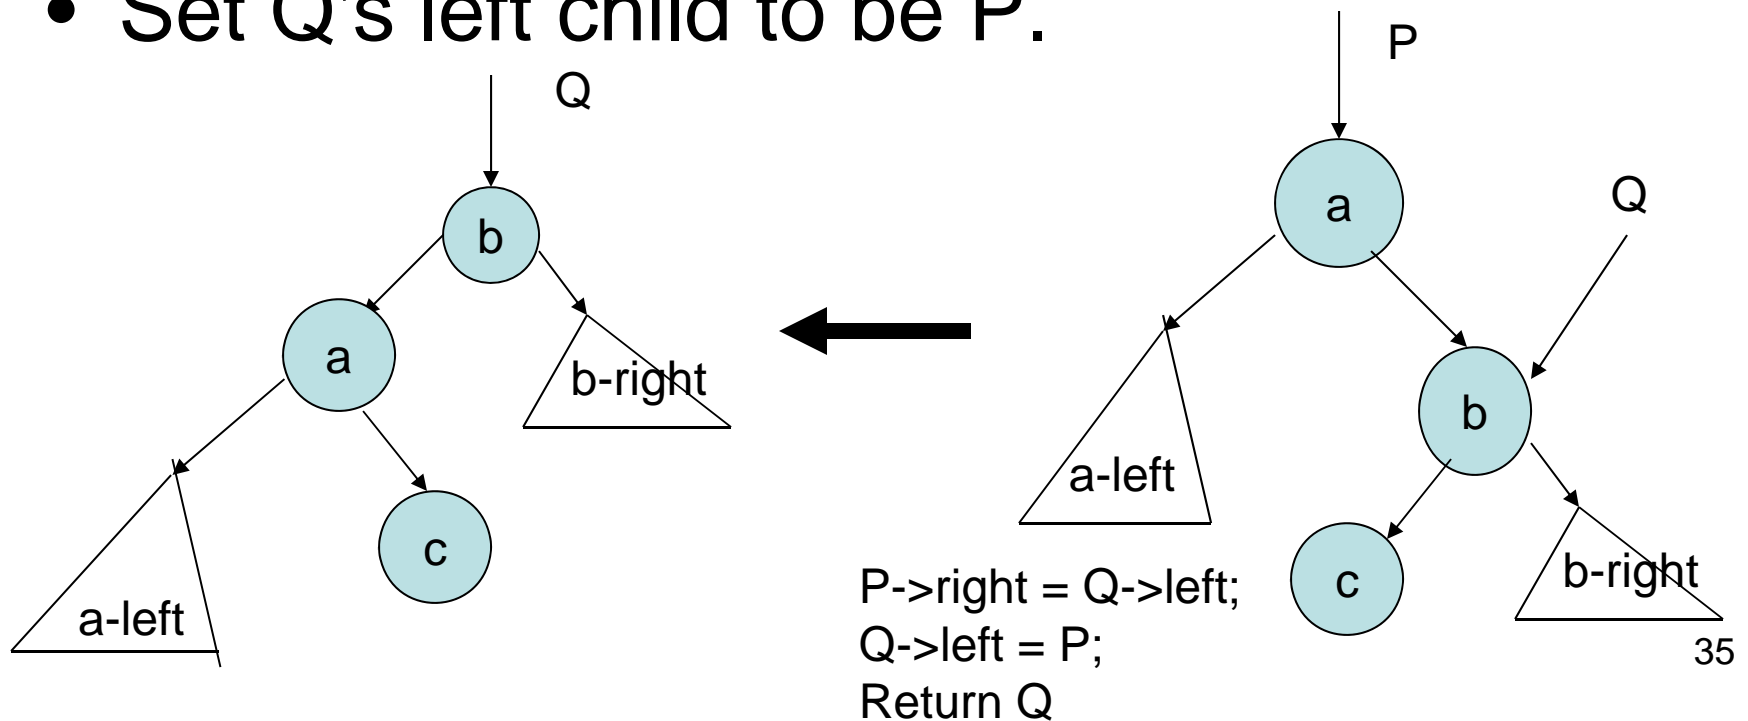 • Set Q's left child to be P.
P
Q
Q
a
b
a
b-right
b
a-left
c
c
b-right
a-left
P->right = Q->left;
Q->left = P;
Return Q
35